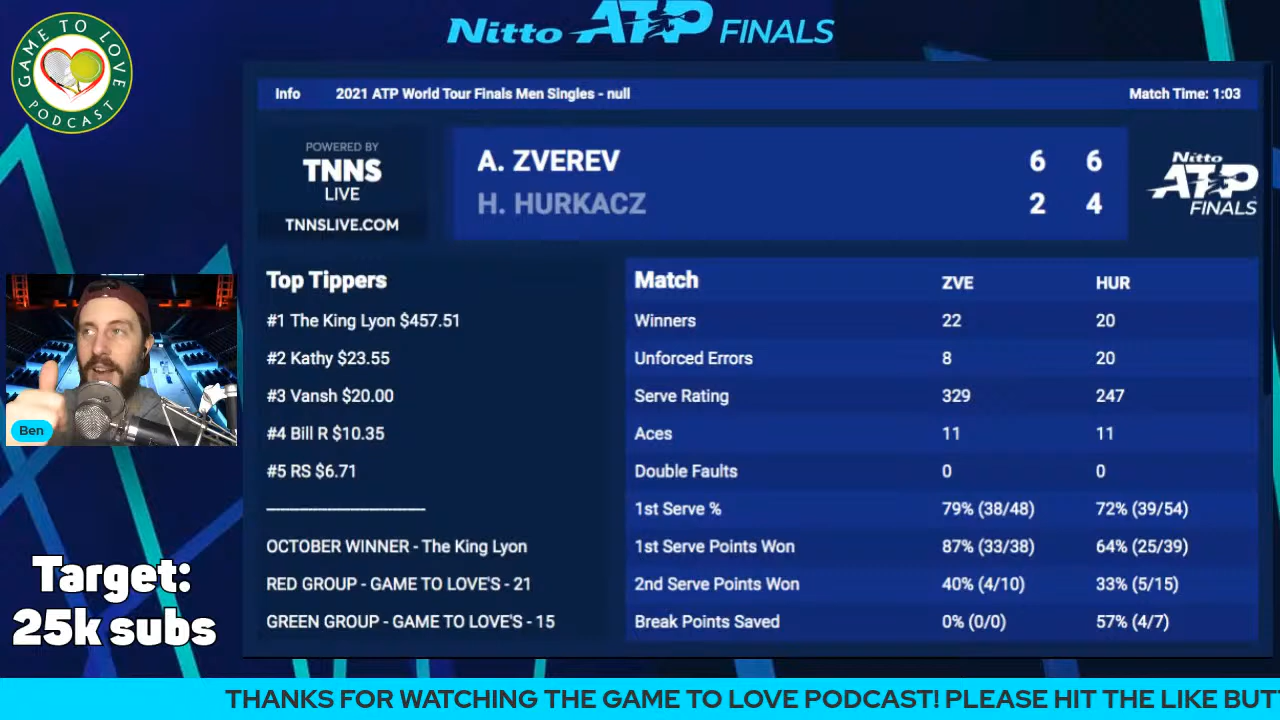 Nitto ATP FINALS
GAME TO LOVE
PODCAST
Info 2021 ATP World Tour Finals Men Singles - null Match Time: 1:03
POWERED BY
TNNS
LIVE
TNNSLIVE.COM
A. ZVEREV 6 6
H. HURKACZ 2 4
Nitto
ATP
FINALS
Top Tippers
#1 The King Lyon $457.51
#2 Kathy $23.55
#3 Vansh $20.00
#4 Bill R $10.35
#5 RS $6.71
----------------------------------------
OCTOBER WINNER - The King Lyon
RED GROUP - GAME TO LOVE'S - 21
GREEN GROUP - GAME TO LOVE'S - 15
Match ZVE HUR
Winners 22 20
Unforced Errors 8 20
Serve Rating 329 247
Aces 11 11
Double Faults 0 0
1st Serve % 79% (38/48) 72% (39/54)
1st Serve Points Won 87% (33/38) 64% (25/39)
2nd Serve Points Won 40% (4/10) 33% (5/15)
Break Points Saved 0% (0/0) 57% (4/7)
Ben
Target:
25k subs
THANKS FOR WATCHING THE GAME TO LOVE PODCAST! PLEASE HIT THE LIKE BUT